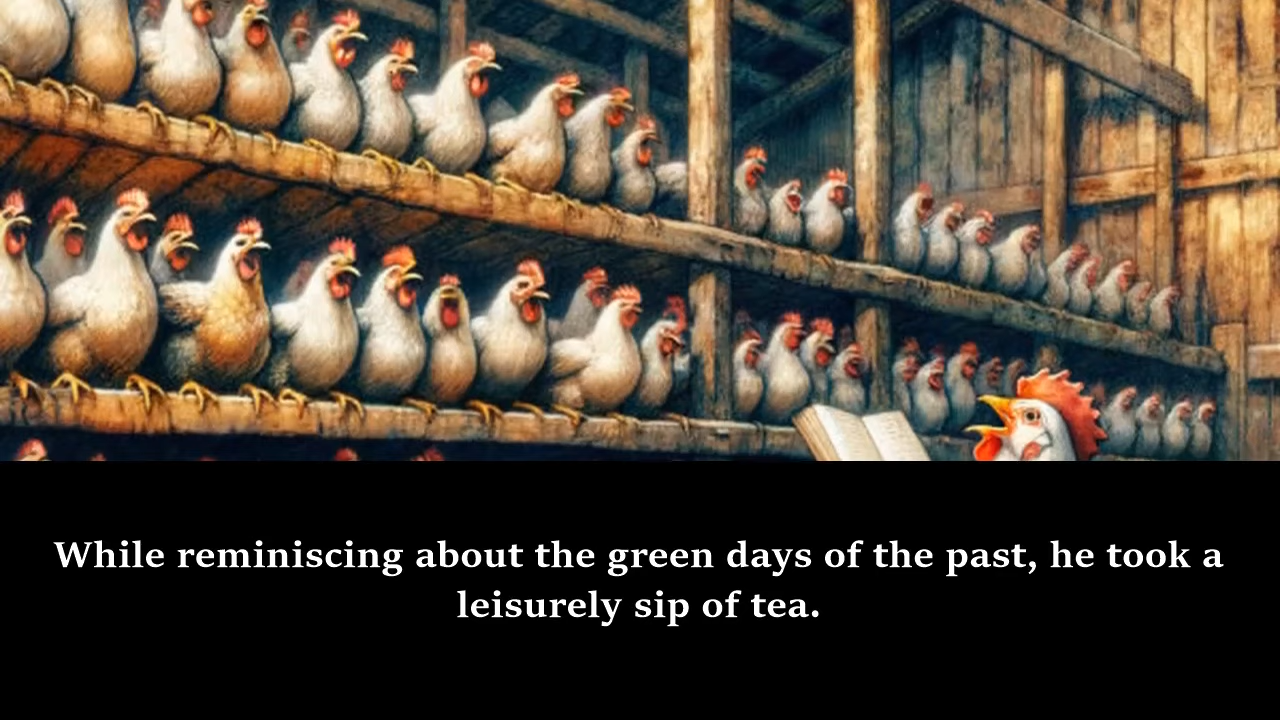 While reminiscing about the green days of the past, he took a
leisurely sip of tea.